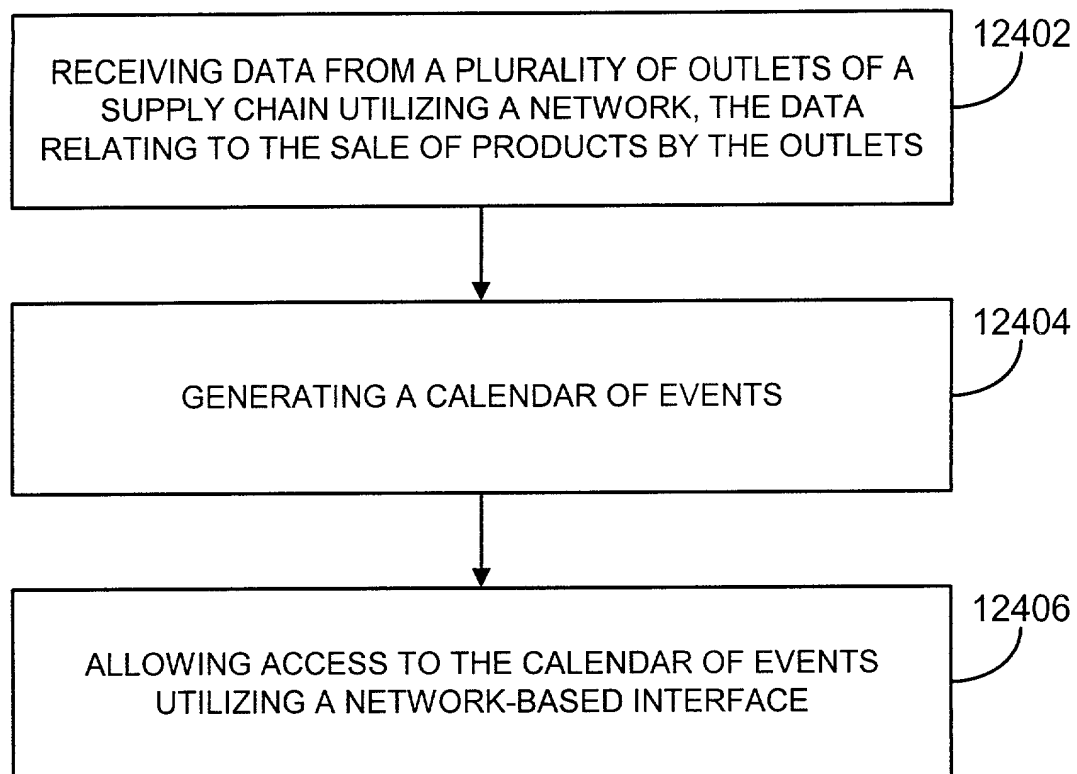 12402
RECEIVING DATA FROM A PLURALITY OF OUTLETS OF A
SUPPLY CHAIN UTILIZING A NETWORK, THE DATA
RELATING TO THE SALE OF PRODUCTS BY THE OUTLETS
12404
GENERATING A CALENDAR OF EVENTS
12406
ALLOWING ACCESS TO THE CALENDAR OF EVENTS
UTILIZING A NETWORK-BASED INTERFACE